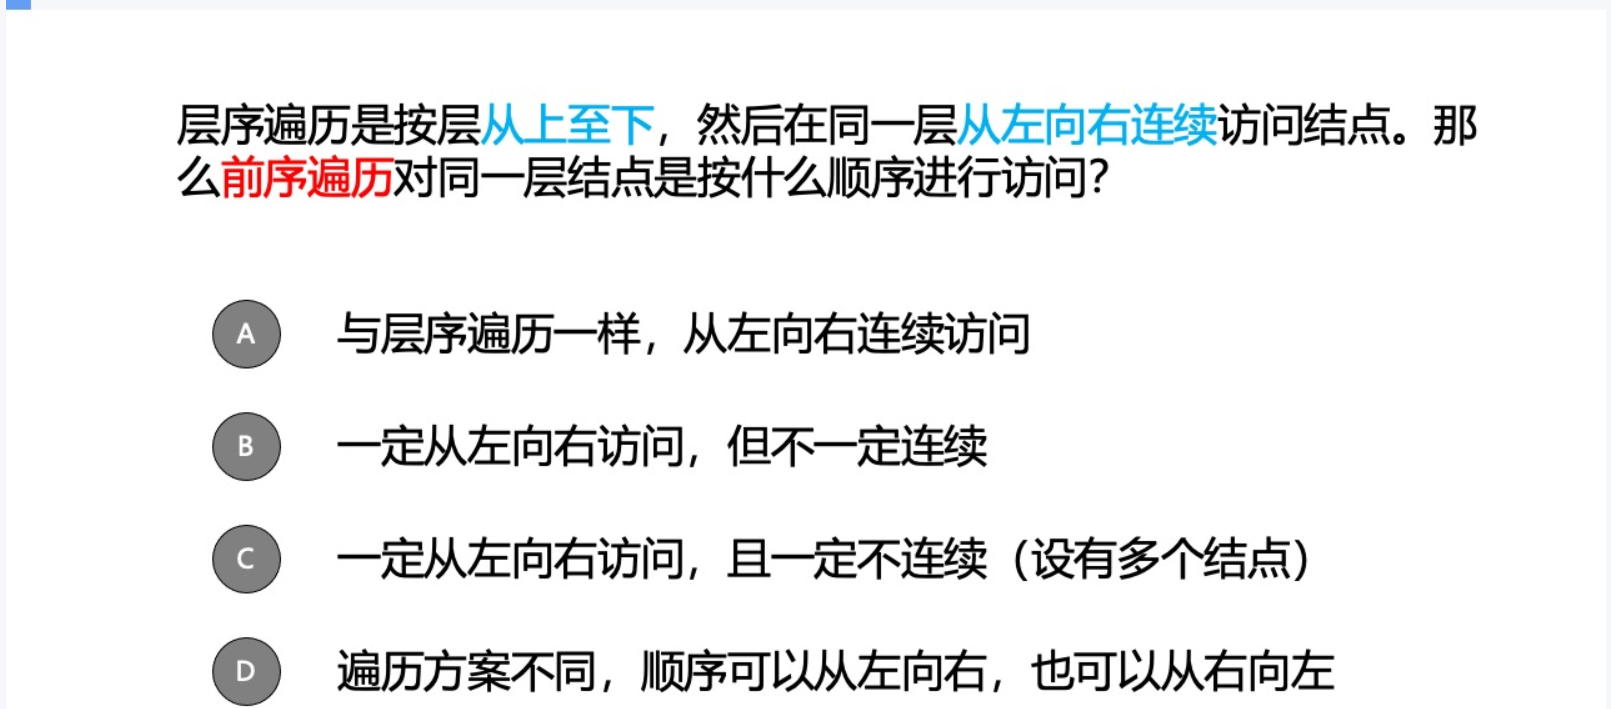 层序遍历是按层从上至下，然后在同一层从左向右连续访问结点。那
么前序遍历对同一层结点是按什么顺序进行访问？
A 与层序遍历一样，从左向右连续访问
B 一定从左向右访问，但不一定连续
C 一定从左向右访问，且一定不连续（设有多个结点）
D 遍历方案不同，顺序可以从左向右，也可以从右向左